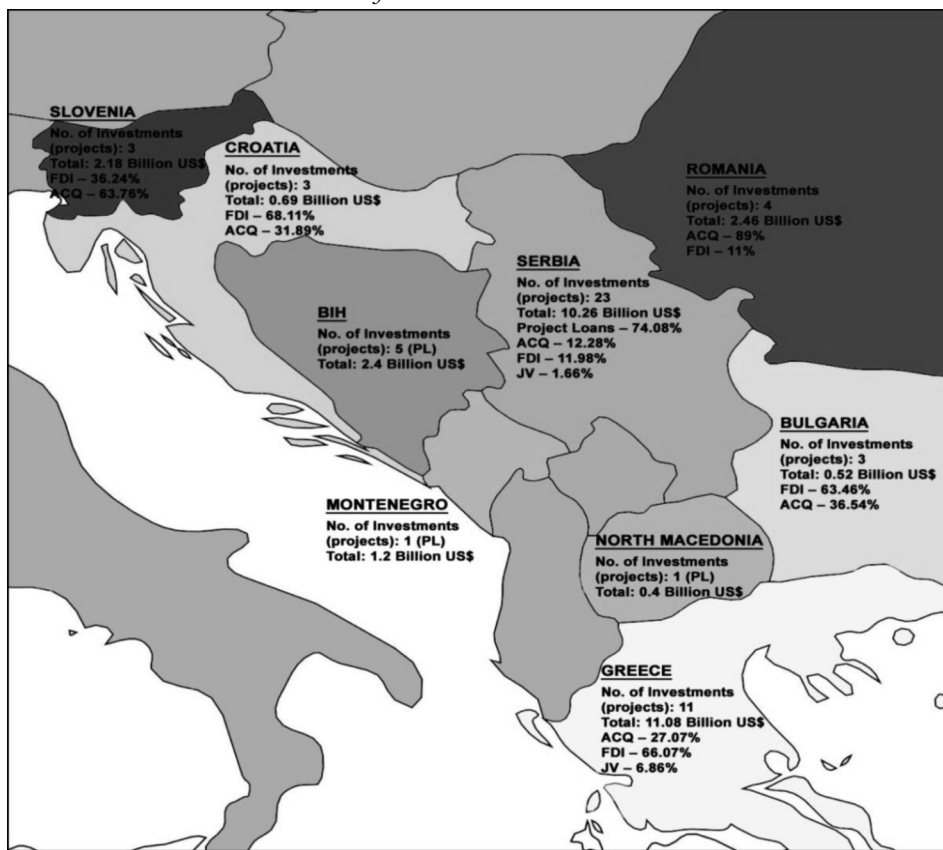 SLOVENIA
No. of Investments
(projects): 3
Total: 2.18 Billion US$
FDI – 36.24%
ACQ – 63.76%
CROATIA
No. of Investments
(projects): 3
Total: 0.69 Billion US$
FDI – 68.11%
ACQ – 31.89%
ROMANIA
No. of Investments
(projects): 4
Total: 2.46 Billion US$
ACQ – 89%
FDI – 11%
SERBIA
No. of Investments
(projects): 23
Total: 10.26 Billion US$
Project Loans – 74.08%
ACQ – 12.28%
FDI – 11.98%
JV – 1.66%
BIH
No. of Investments
(projects): 5 (PL)
Total: 2.4 Billion US$
BULGARIA
No. of Investments
(projects): 3
Total: 0.52 Billion US$
FDI – 63.46%
ACQ – 36.54%
MONTENEGRO
No. of Investments
(projects): 1 (PL)
Total: 1.2 Billion US$
NORTH MACEDONIA
No. of Investments
(projects): 1 (PL)
Total: 0.4 Billion US$
GREECE
No. of Investments
(projects): 11
Total: 11.08 Billion US$
ACQ – 27.07%
FDI – 66.07%
JV – 6.86%